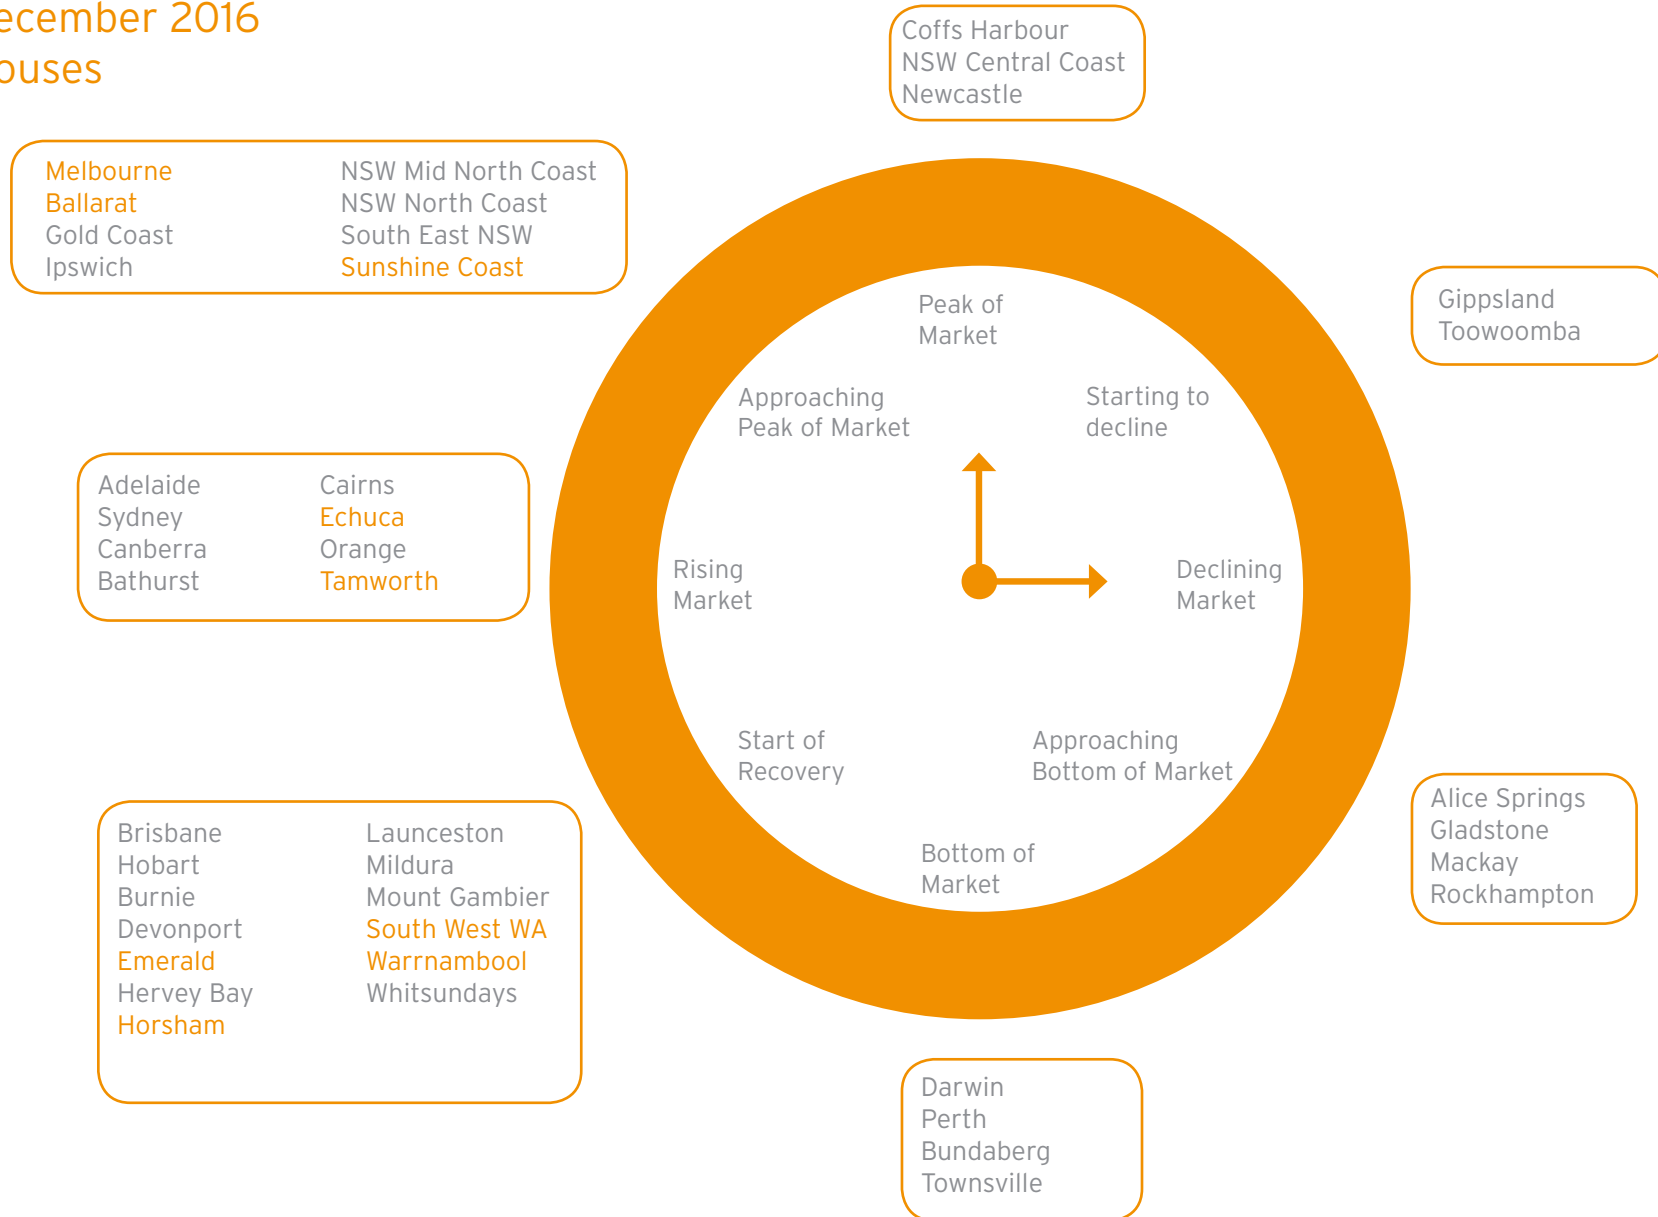 ecember 2016
ouses
Coffs Harbour
NSW Central Coast
Newcastle
Melbourne
Ballarat
Gold Coast
Ipswich
NSW Mid North Coast
NSW North Coast
South East NSW
Sunshine Coast
Gippsland
Toowoomba
Peak of
Market
Approaching
Peak of Market
Starting to
decline
Adelaide
Sydney
Canberra
Bathurst
Cairns
Echuca
Orange
Tamworth
Rising
Market
Declining
Market
Start of
Recovery
Approaching
Bottom of Market
Bottom of
Market
Alice Springs
Gladstone
Mackay
Rockhampton
Brisbane
Hobart
Burnie
Devonport
Emerald
Hervey Bay
Horsham
Launceston
Mildura
Mount Gambier
South West WA
Warrnambool
Whitsundays
Darwin
Perth
Bundaberg
Townsville